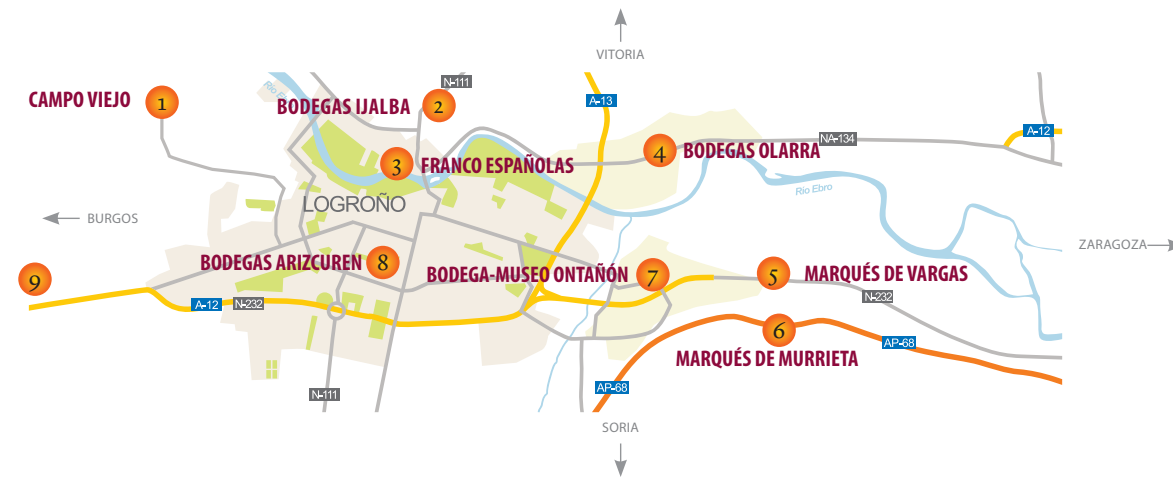 VITORIA
N-111
CAMPO VIEJO
1
Rio Ebro
BODEGAS IJALBA
2
A-13
A-12
NA-134
3
FRANCO ESPAÑOLAS
4
BODEGAS OLARRA
Rio Ebro
LOGROÑO
BURGOS
ZARAGOZA
9
BODEGAS ARIZCUREN
8
BODEGA-MUSEO ONTAÑÓN
7
5
MARQUÉS DE VARGAS
A-12
N-232
N-232
6
MARQUÉS DE MURRIETA
AP-68
N-111
AP-68
SORIA